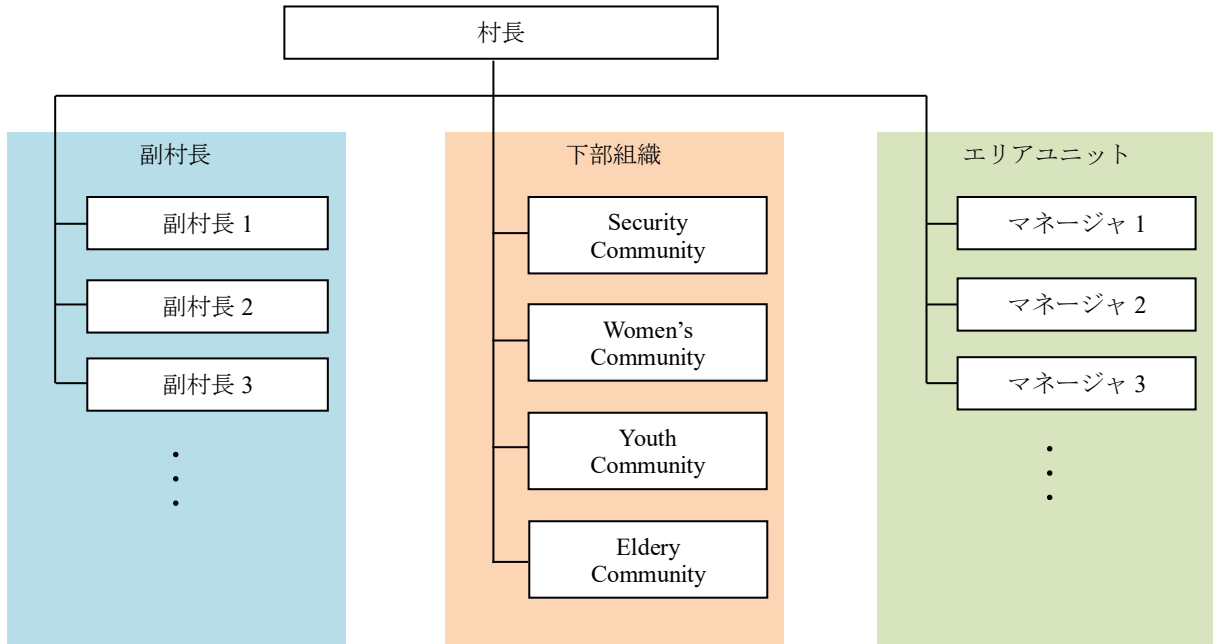 村長
副村長
副村長 1
副村長 2
副村長 3
下部組織
Security
Community
Women’s
Community
Youth
Community
Eldery
Community
エリアユニット
マネージャ 1
マネージャ 2
マネージャ 3